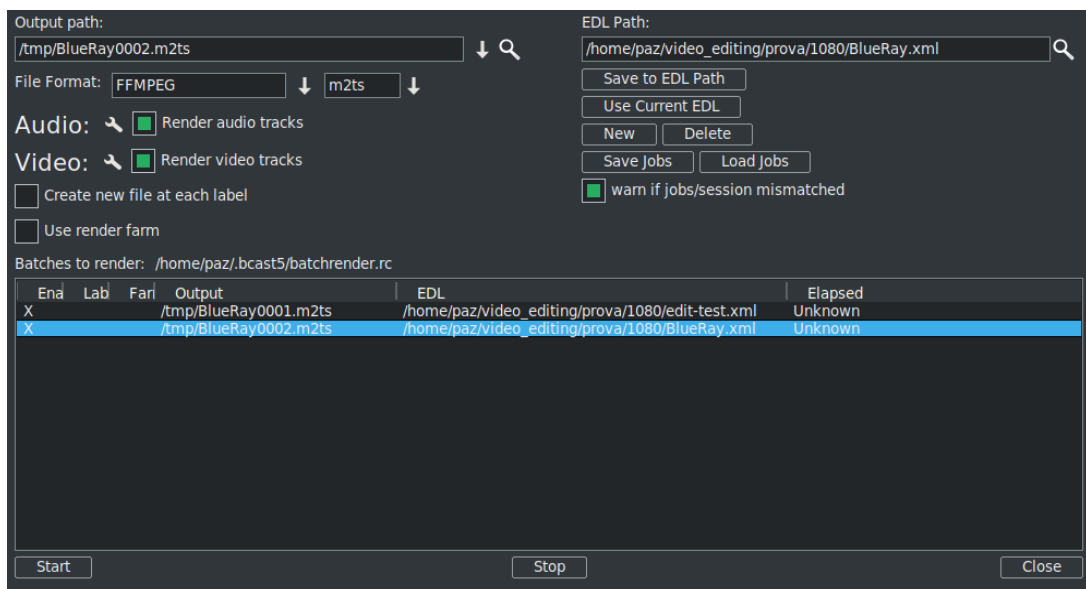 Output path:
/tmp/BlueRay0002.m2ts
File Format: FFMPEG m2ts
Audio: Render audio tracks
Video: Render video tracks
Create new file at each label
Use render farm
EDL Path:
/home/paz/video_editing/prova/1080/BlueRay.xml
Save to EDL Path
Use Current EDL
New Delete
Save Jobs Load Jobs
warn if jobs/session mismatched
Batches to render: /home/paz/.bcast5/batchrender.rc
Ena Lab Far Output EDL Elapsed
X /tmp/BlueRay0001.m2ts /home/paz/video_editing/prova/1080/edit-test.xml Unknown
X /tmp/BlueRay0002.m2ts /home/paz/video_editing/prova/1080/BlueRay.xml Unknown
Start Stop Close